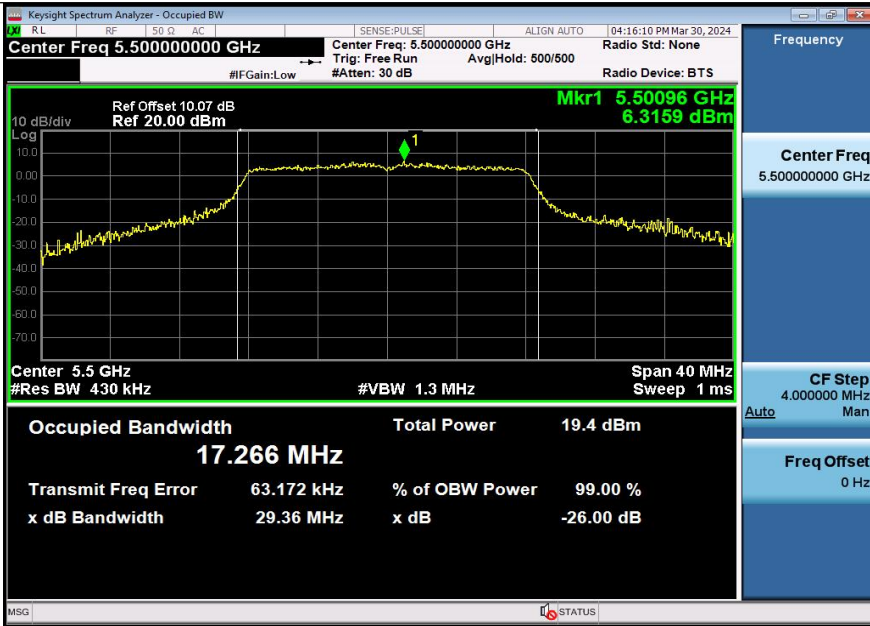 Keysight Spectrum Analyzer - Occupied BW
LXI RL RF 50 Ω AC SENSE:PULSE ALIGN AUTO 04:16:10 PM Mar 30, 2024
Center Freq 5.500000000 GHz
Center Freq: 5.500000000 GHz Radio Std: None
Trig: Free Run Avg|Hold: 500/500
#IFGain:Low #Atten: 30 dB Radio Device: BTS
Frequency
Mkr1 5.50096 GHz
6.3159 dBm
Ref Offset 10.07 dB
10 dB/div Ref 20.00 dBm
Log
1
10.0
0.00
-10.0
-20.0
-30.0
-40.0
-50.0
-60.0
-70.0
Center 5.5 GHz Span 40 MHz
#Res BW 430 kHz #VBW 1.3 MHz Sweep 1 ms
Center Freq
5.500000000 GHz
CF Step
4.000000 MHz
Auto Man
Freq Offset
0 Hz
Occupied Bandwidth Total Power 19.4 dBm
17.266 MHz
Transmit Freq Error 63.172 kHz % of OBW Power 99.00 %
x dB Bandwidth 29.36 MHz x dB -26.00 dB
MSG STATUS